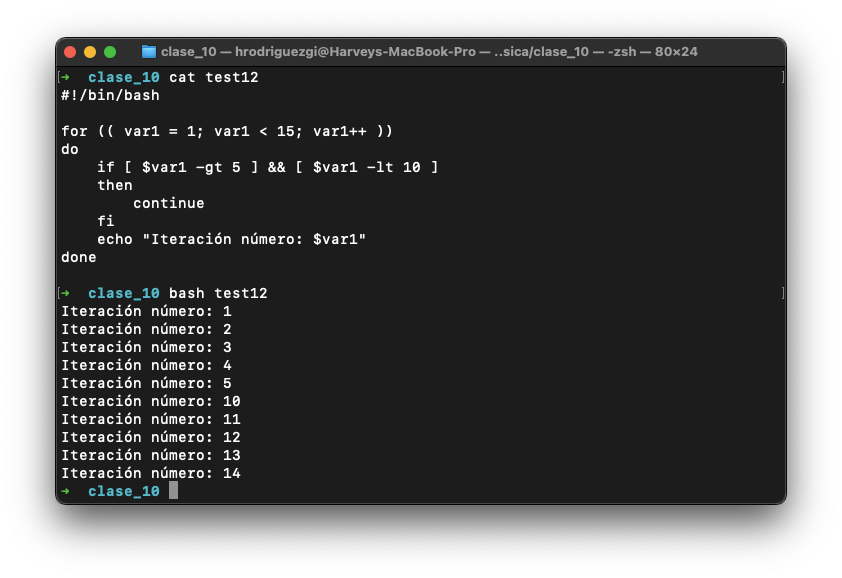 clase_10 — hrodriguezgi@Harveys-MacBook-Pro — ..sica/clase_10 — -zsh — 80×24
[➜  clase_10 cat test12 ]
#!/bin/bash

for (( var1 = 1; var1 < 15; var1++ ))
do
    if [ $var1 -gt 5 ] && [ $var1 -lt 10 ]
    then
        continue
    fi
    echo "Iteración número: $var1"
done

[➜  clase_10 bash test12 ]
Iteración número: 1
Iteración número: 2
Iteración número: 3
Iteración número: 4
Iteración número: 5
Iteración número: 10
Iteración número: 11
Iteración número: 12
Iteración número: 13
Iteración número: 14
➜  clase_10